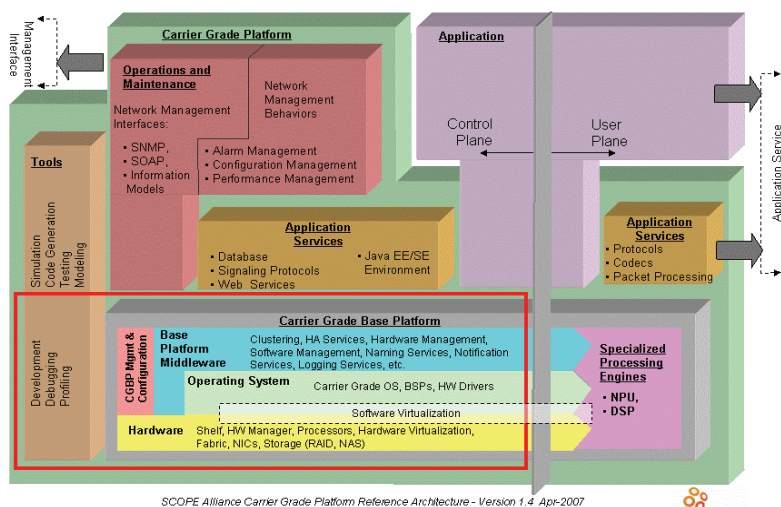 Management
Interface
Carrier Grade Platform
Operations and
Maintenance
Network Management
Interfaces:
• SNMP,
• SOAP,
• Information
Models
Network
Management
Behaviors
• Alarm Management
• Configuration Management
• Performance Management
Application
Control
Plane
User
Plane
Application Service
Tools
Simulation
Code Generation
Testing
Modeling
Development
Debugging
Profiling
Application
Services
• Database
• Signaling Protocols
• Web Services
• Java EE/SE
Environment
Application
Services
• Protocols
• Codecs
• Packet Processing
Carrier Grade Base Platform
CGBP Mgmt &
Configuration
Base
Platform
Middleware
Clustering, HA Services, Hardware Management,
Software Management, Naming Services, Notification
Services, Logging Services, etc.
Operating System
Carrier Grade OS, BSPs, HW Drivers
Software Virtualization
Hardware
Shelf, HW Manager, Processors, Hardware Virtualization,
Fabric, NICs, Storage (RAID, NAS)
Specialized
Processing
Engines
• NPU,
• DSP
SCOPE Alliance Carrier Grade Platform Reference Architecture - Version 1.4 Apr-2007